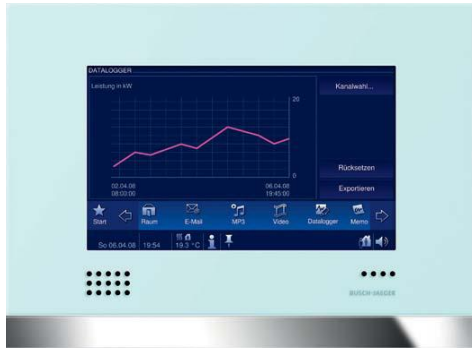 DATALOGGER
Leistung in kW
20
Kanalwahl...
0
02.04.08
08:00:00
06.04.08
19:45:00
Rücksetzen
Exportieren
Start
Raum
E-Mail
MP3
Video
Datalogger
Memo
So 06.04.08
19:54
19.3 °C
BUSCH-JAEGER